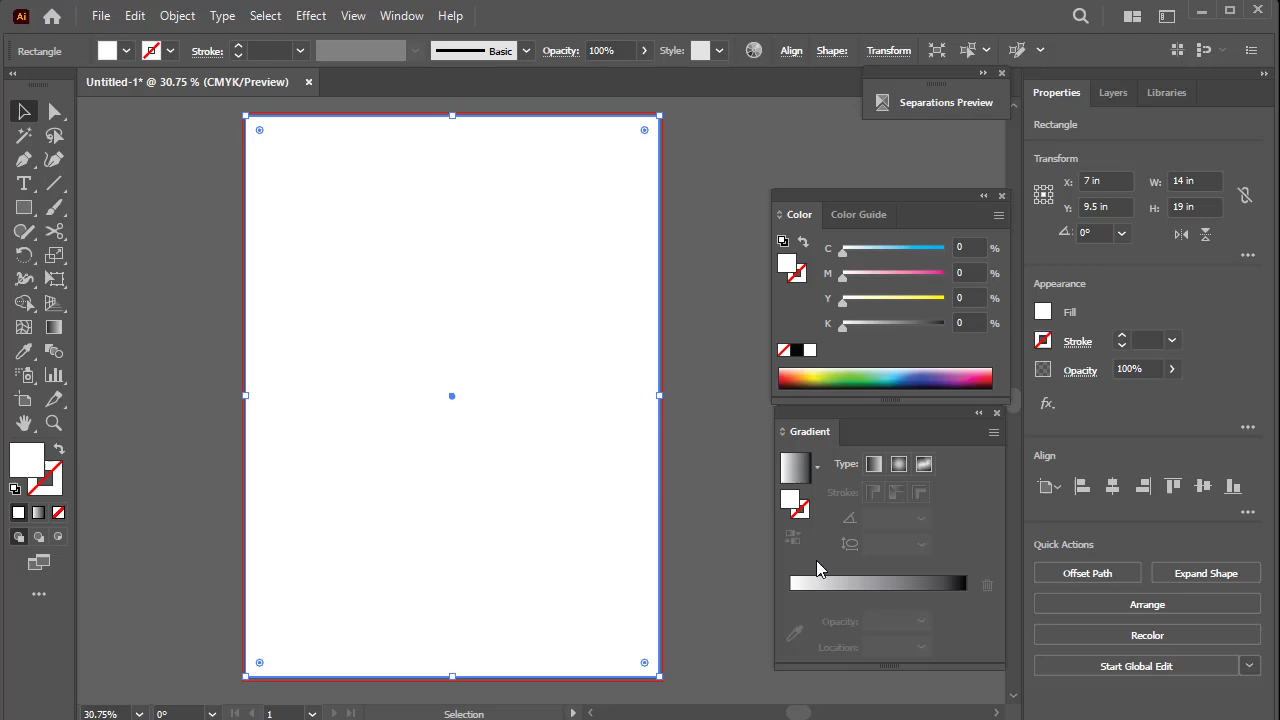 Ai File Edit Object Type Select Effect View Window Help
Rectangle Stroke: Basic Opacity: 100% Style: Align Shape: Transform
Untitled-1* @ 30.75 % (CMYK/Preview)
Separations Preview
Color Color Guide
C 0 %
M 0 %
Y 0 %
K 0 %
Gradient
Type:
Stroke:
Opacity:
Location:
Properties Layers Libraries
Rectangle
Transform
X: 7 in W: 14 in
Y: 9.5 in H: 19 in
0°
Appearance
Fill
Stroke
Opacity 100%
fx
Align
Quick Actions
Offset Path Expand Shape
Arrange
Recolor
Start Global Edit
30.75% 0° 1 Selection